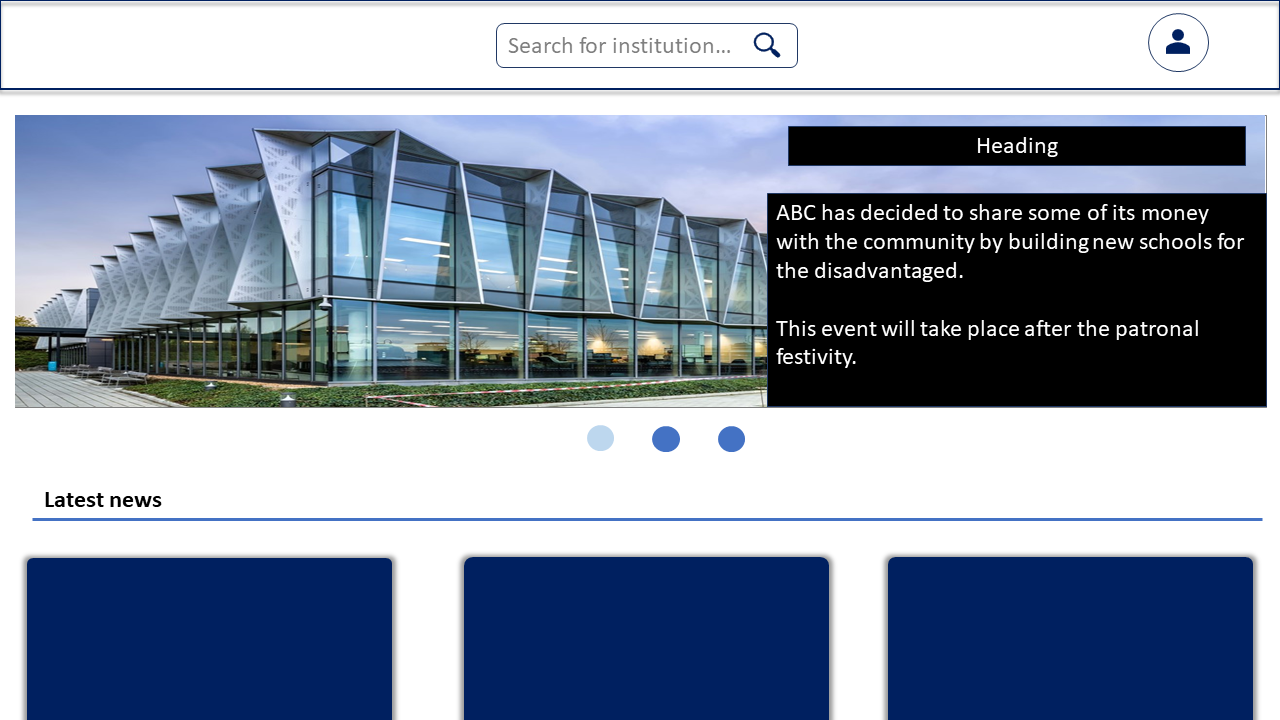 Search for institution...
Heading
ABC has decided to share some of its money
with the community by building new schools for
the disadvantaged.
This event will take place after the patronal
festivity.
Latest news